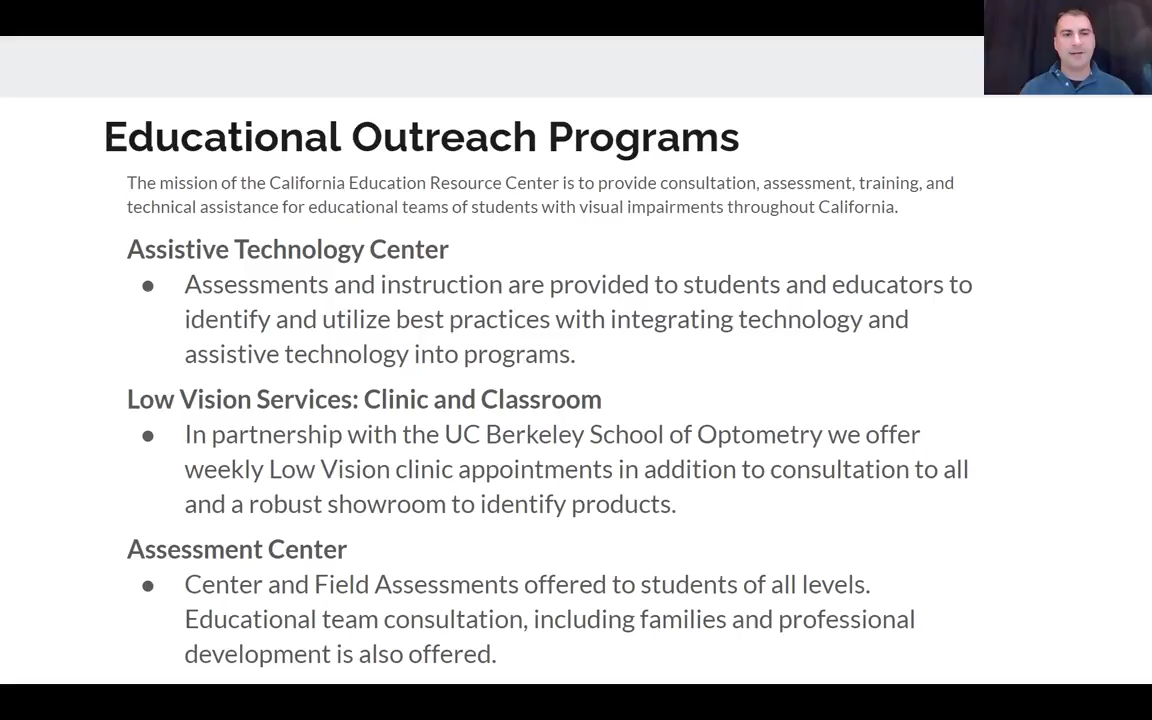 Educational Outreach Programs
The mission of the California Education Resource Center is to provide consultation, assessment, training, and
technical assistance for educational teams of students with visual impairments throughout California.
Assistive Technology Center
● Assessments and instruction are provided to students and educators to
identify and utilize best practices with integrating technology and
assistive technology into programs.
Low Vision Services: Clinic and Classroom
● In partnership with the UC Berkeley School of Optometry we offer
weekly Low Vision clinic appointments in addition to consultation to all
and a robust showroom to identify products.
Assessment Center
● Center and Field Assessments offered to students of all levels.
Educational team consultation, including families and professional
development is also offered.